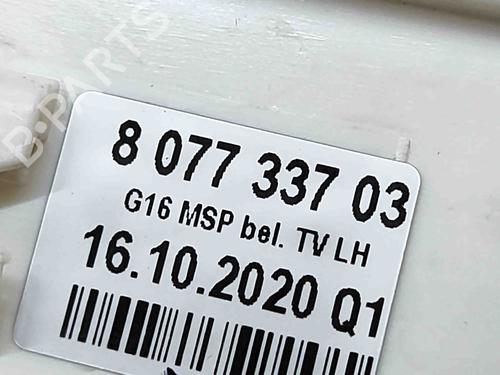 B-PARTS
8 077 337 03
G16 MSP bel. TV LH
16.10.2020 Q1